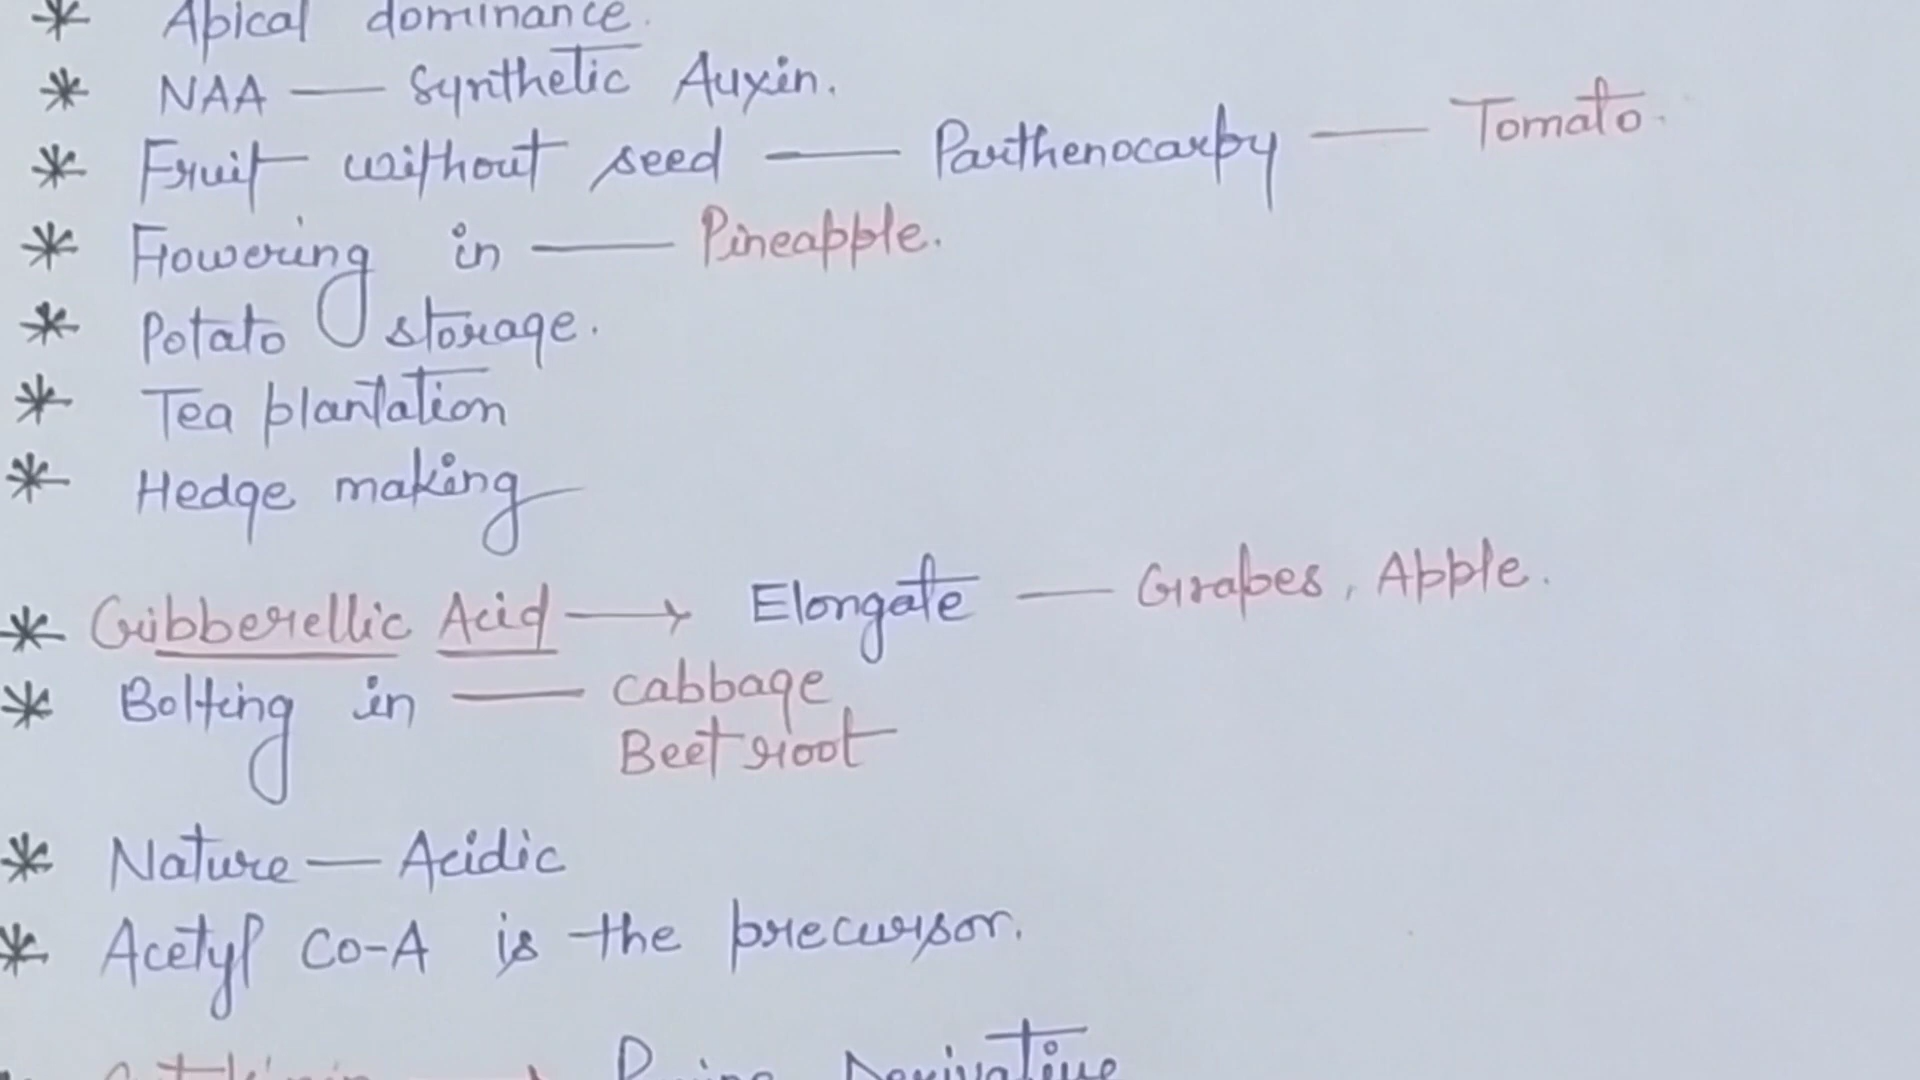 * Apical dominance.
* NAA — Synthetic Auxin.
* Fruit without seed — Parthenocarpy — Tomato.
* Flowering in — Pineapple.
* Potato storage.
* Tea plantation
* Hedge making
* Gibberellic Acid → Elongate — Grapes, Apple.
* Bolting in — cabbage
Beet root
* Nature — Acidic
* Acetyl Co-A is the precursor.
Derivative